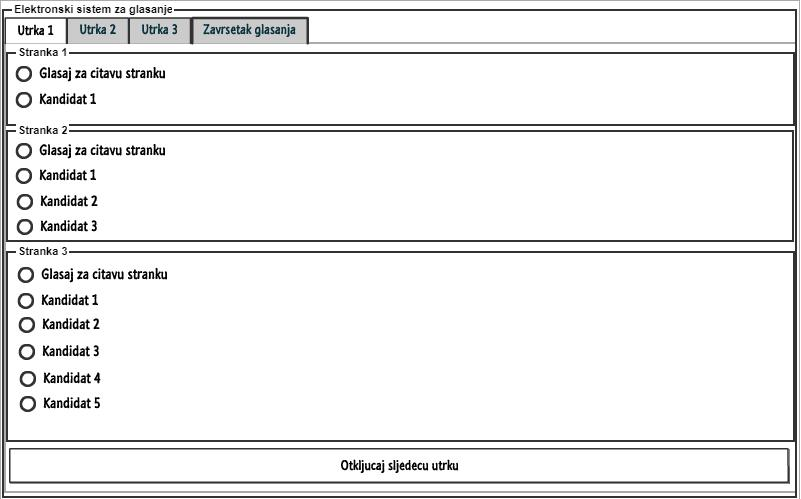 Elektronski sistem za glasanje
Utrka 1 Utrka 2 Utrka 3 Zavrsetak glasanja
Stranka 1
Glasaj za citavu stranku
Kandidat 1
Stranka 2
Glasaj za citavu stranku
Kandidat 1
Kandidat 2
Kandidat 3
Stranka 3
Glasaj za citavu stranku
Kandidat 1
Kandidat 2
Kandidat 3
Kandidat 4
Kandidat 5
Otkljucaj sljedecu utrku